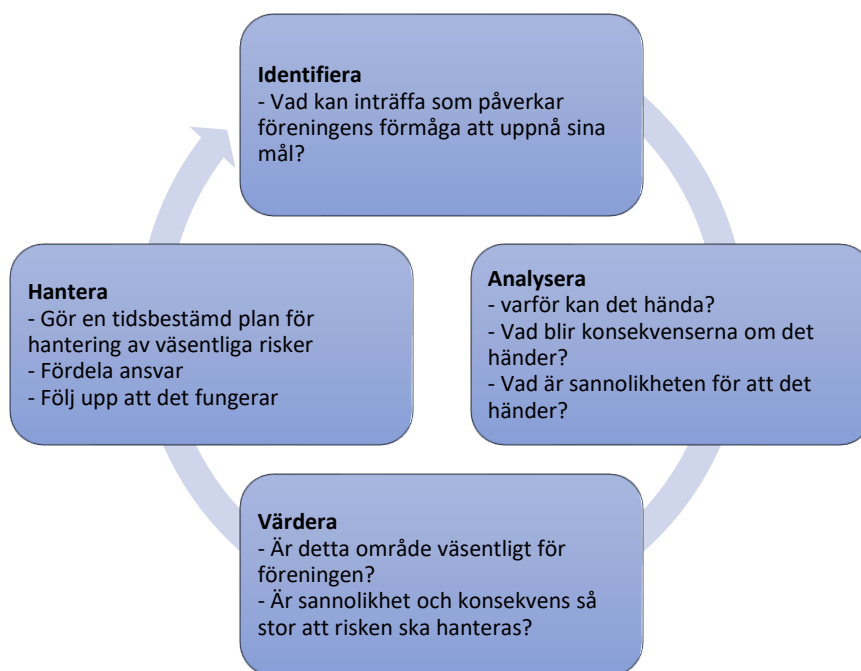 Identifiera
- Vad kan inträffa som påverkar
föreningens förmåga att uppnå sina
mål?
Analysera
- varför kan det hända?
- Vad blir konsekvenserna om det
händer?
- Vad är sannolikheten för att det
händer?
Värdera
- Är detta område väsentligt för
föreningen?
- Är sannolikhet och konsekvens så
stor att risken ska hanteras?
Hantera
- Gör en tidsbestämd plan för
hantering av väsentliga risker
- Fördela ansvar
- Följ upp att det fungerar